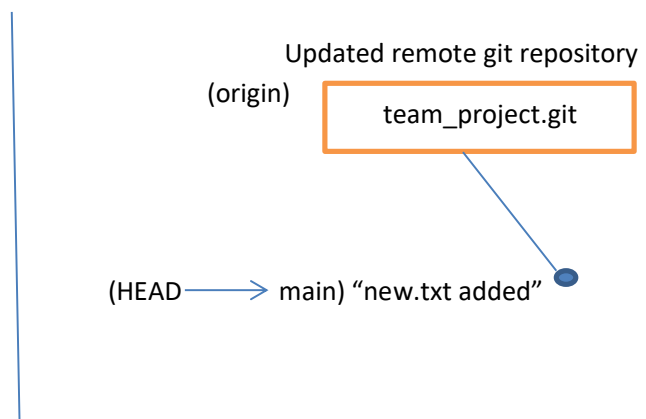 Updated remote git repository
(origin)
team_project.git
(HEAD main) “new.txt added”